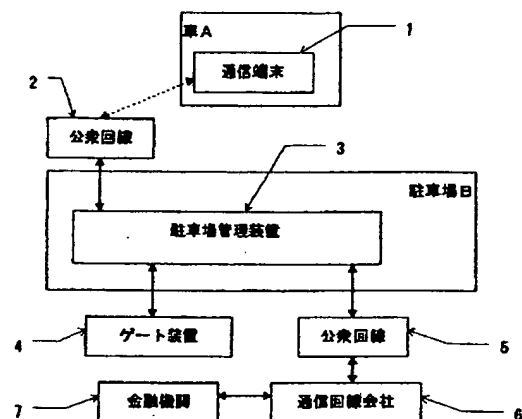 車A
1
通信端末
2
公衆回線
3
駐車場B
駐車場管理装置
4
ゲート装置
公衆回線
5
7
金融機関
通信回線会社
6